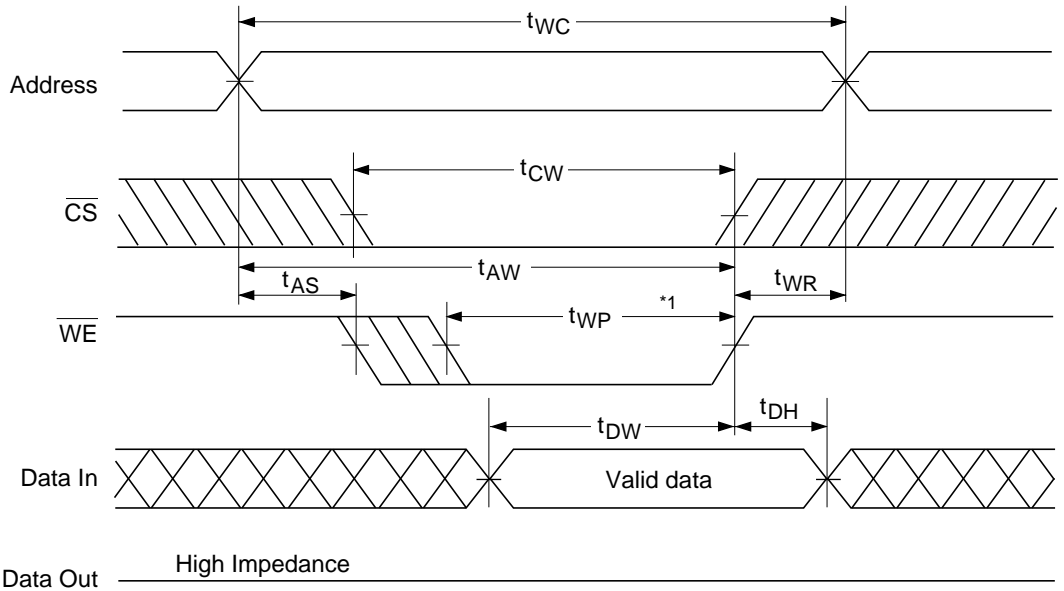 tWC
Address
tCW
CS
tAW
tAS
tWR
tWP *1
WE
tDW
tDH
Data In
Valid data
High Impedance
Data Out